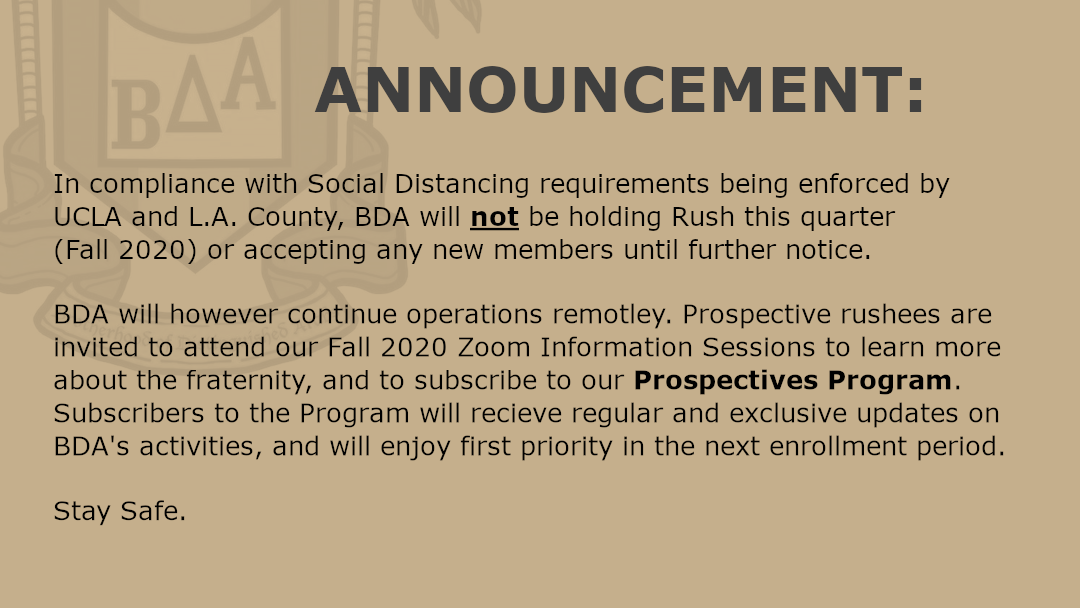 BΔA
ANNOUNCEMENT:
In compliance with Social Distancing requirements being enforced by
UCLA and L.A. County, BDA will not be holding Rush this quarter
(Fall 2020) or accepting any new members until further notice.
BDA will however continue operations remotley. Prospective rushees are
invited to attend our Fall 2020 Zoom Information Sessions to learn more
about the fraternity, and to subscribe to our Prospectives Program.
Subscribers to the Program will recieve regular and exclusive updates on
BDA's activities, and will enjoy first priority in the next enrollment period.
Stay Safe.